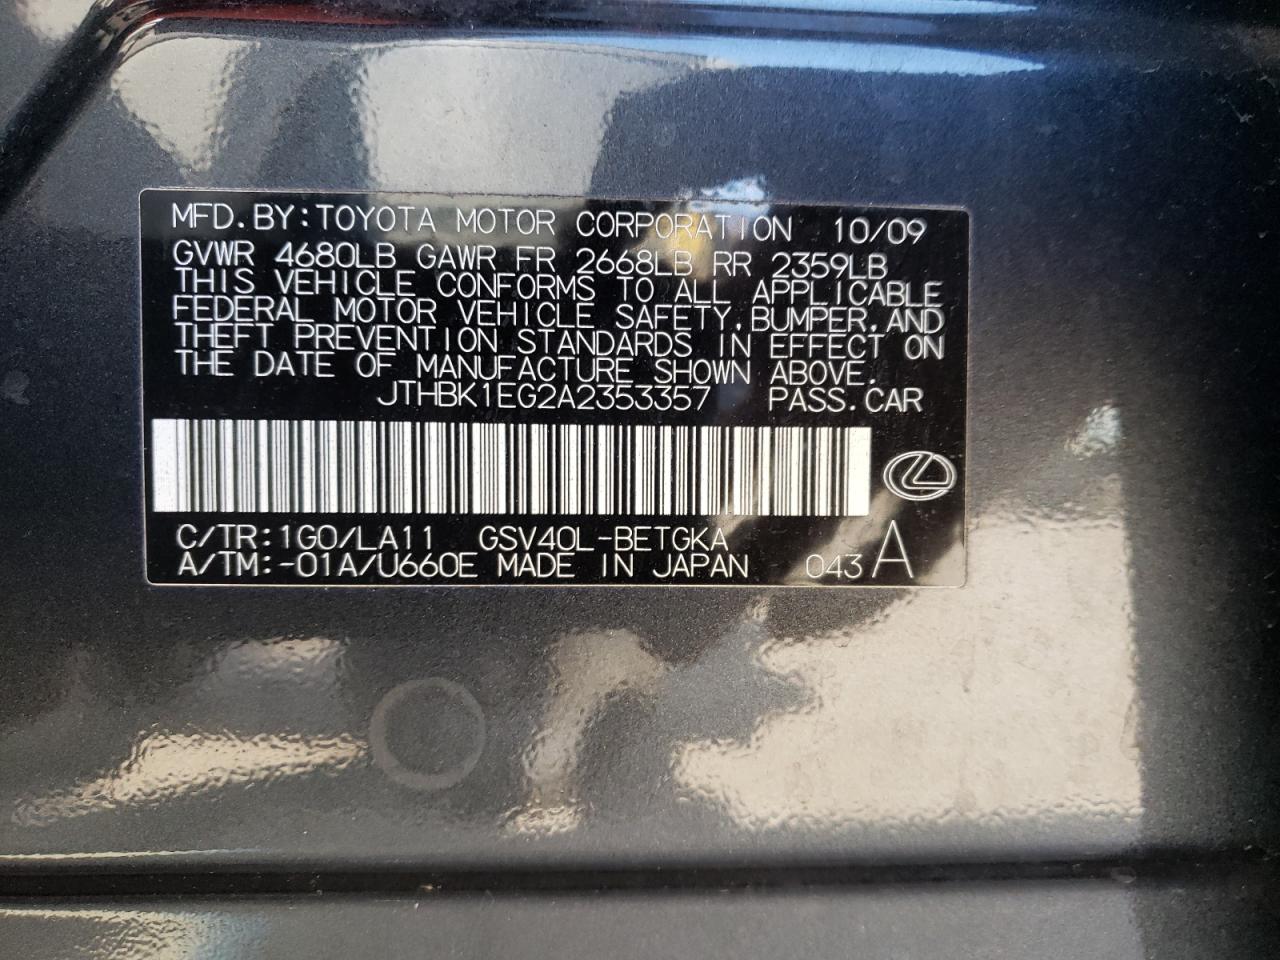 MFD.BY:TOYOTA MOTOR CORPORATION 10/09
GVWR 4680LB GAWR FR 2668LB RR 2359LB
THIS VEHICLE CONFORMS TO ALL APPLICABLE
FEDERAL MOTOR VEHICLE SAFETY,BUMPER,AND
THEFT PREVENTION STANDARDS IN EFFECT ON
THE DATE OF MANUFACTURE SHOWN ABOVE.
JTHBK1EG2A2353357 PASS.CAR
C/TR:1G0/LA11 GSV40L-BETGKA
A/TM:-01A/U660E MADE IN JAPAN 043 A